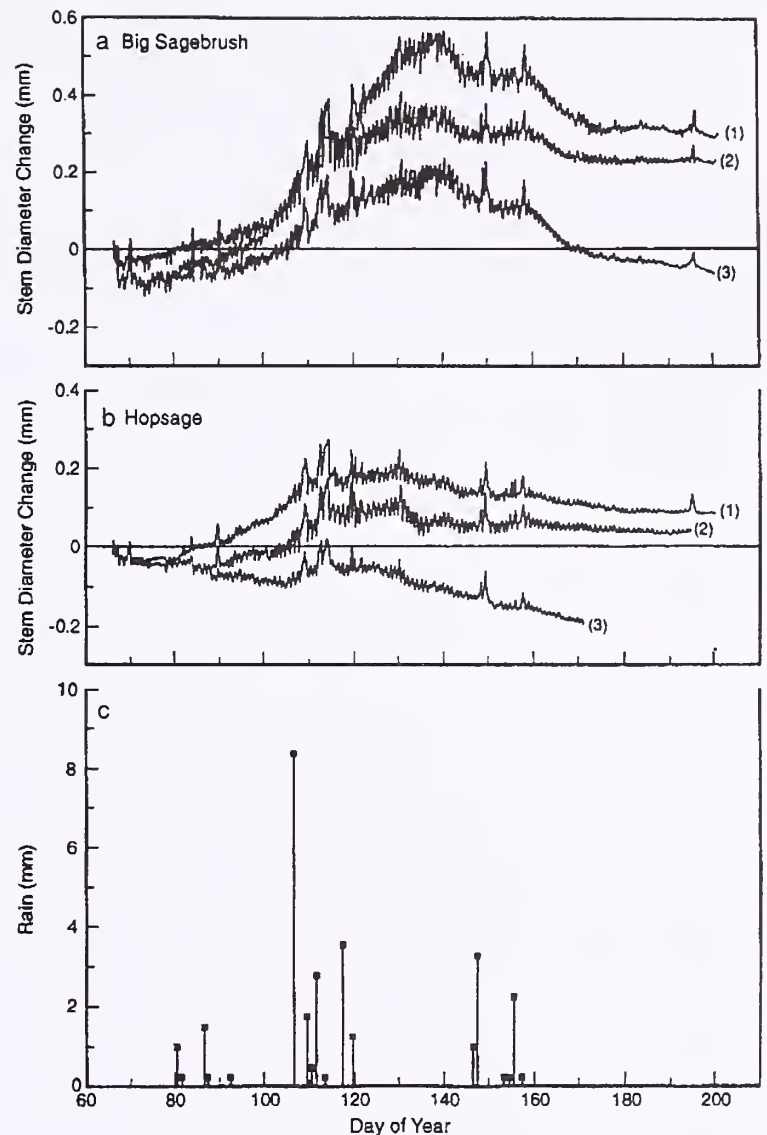 a Big Sagebrush
Stem Diameter Change (mm)
0.6
0.4
0.2
0
-0.2
(1)
(2)
(3)
b Hopsage
Stem Diameter Change (mm)
0.4
0.2
0
-0.2
(1)
(2)
(3)
c
Rain (mm)
10
8
6
4
2
0
60 80 100 120 140 160 180 200
Day of Year